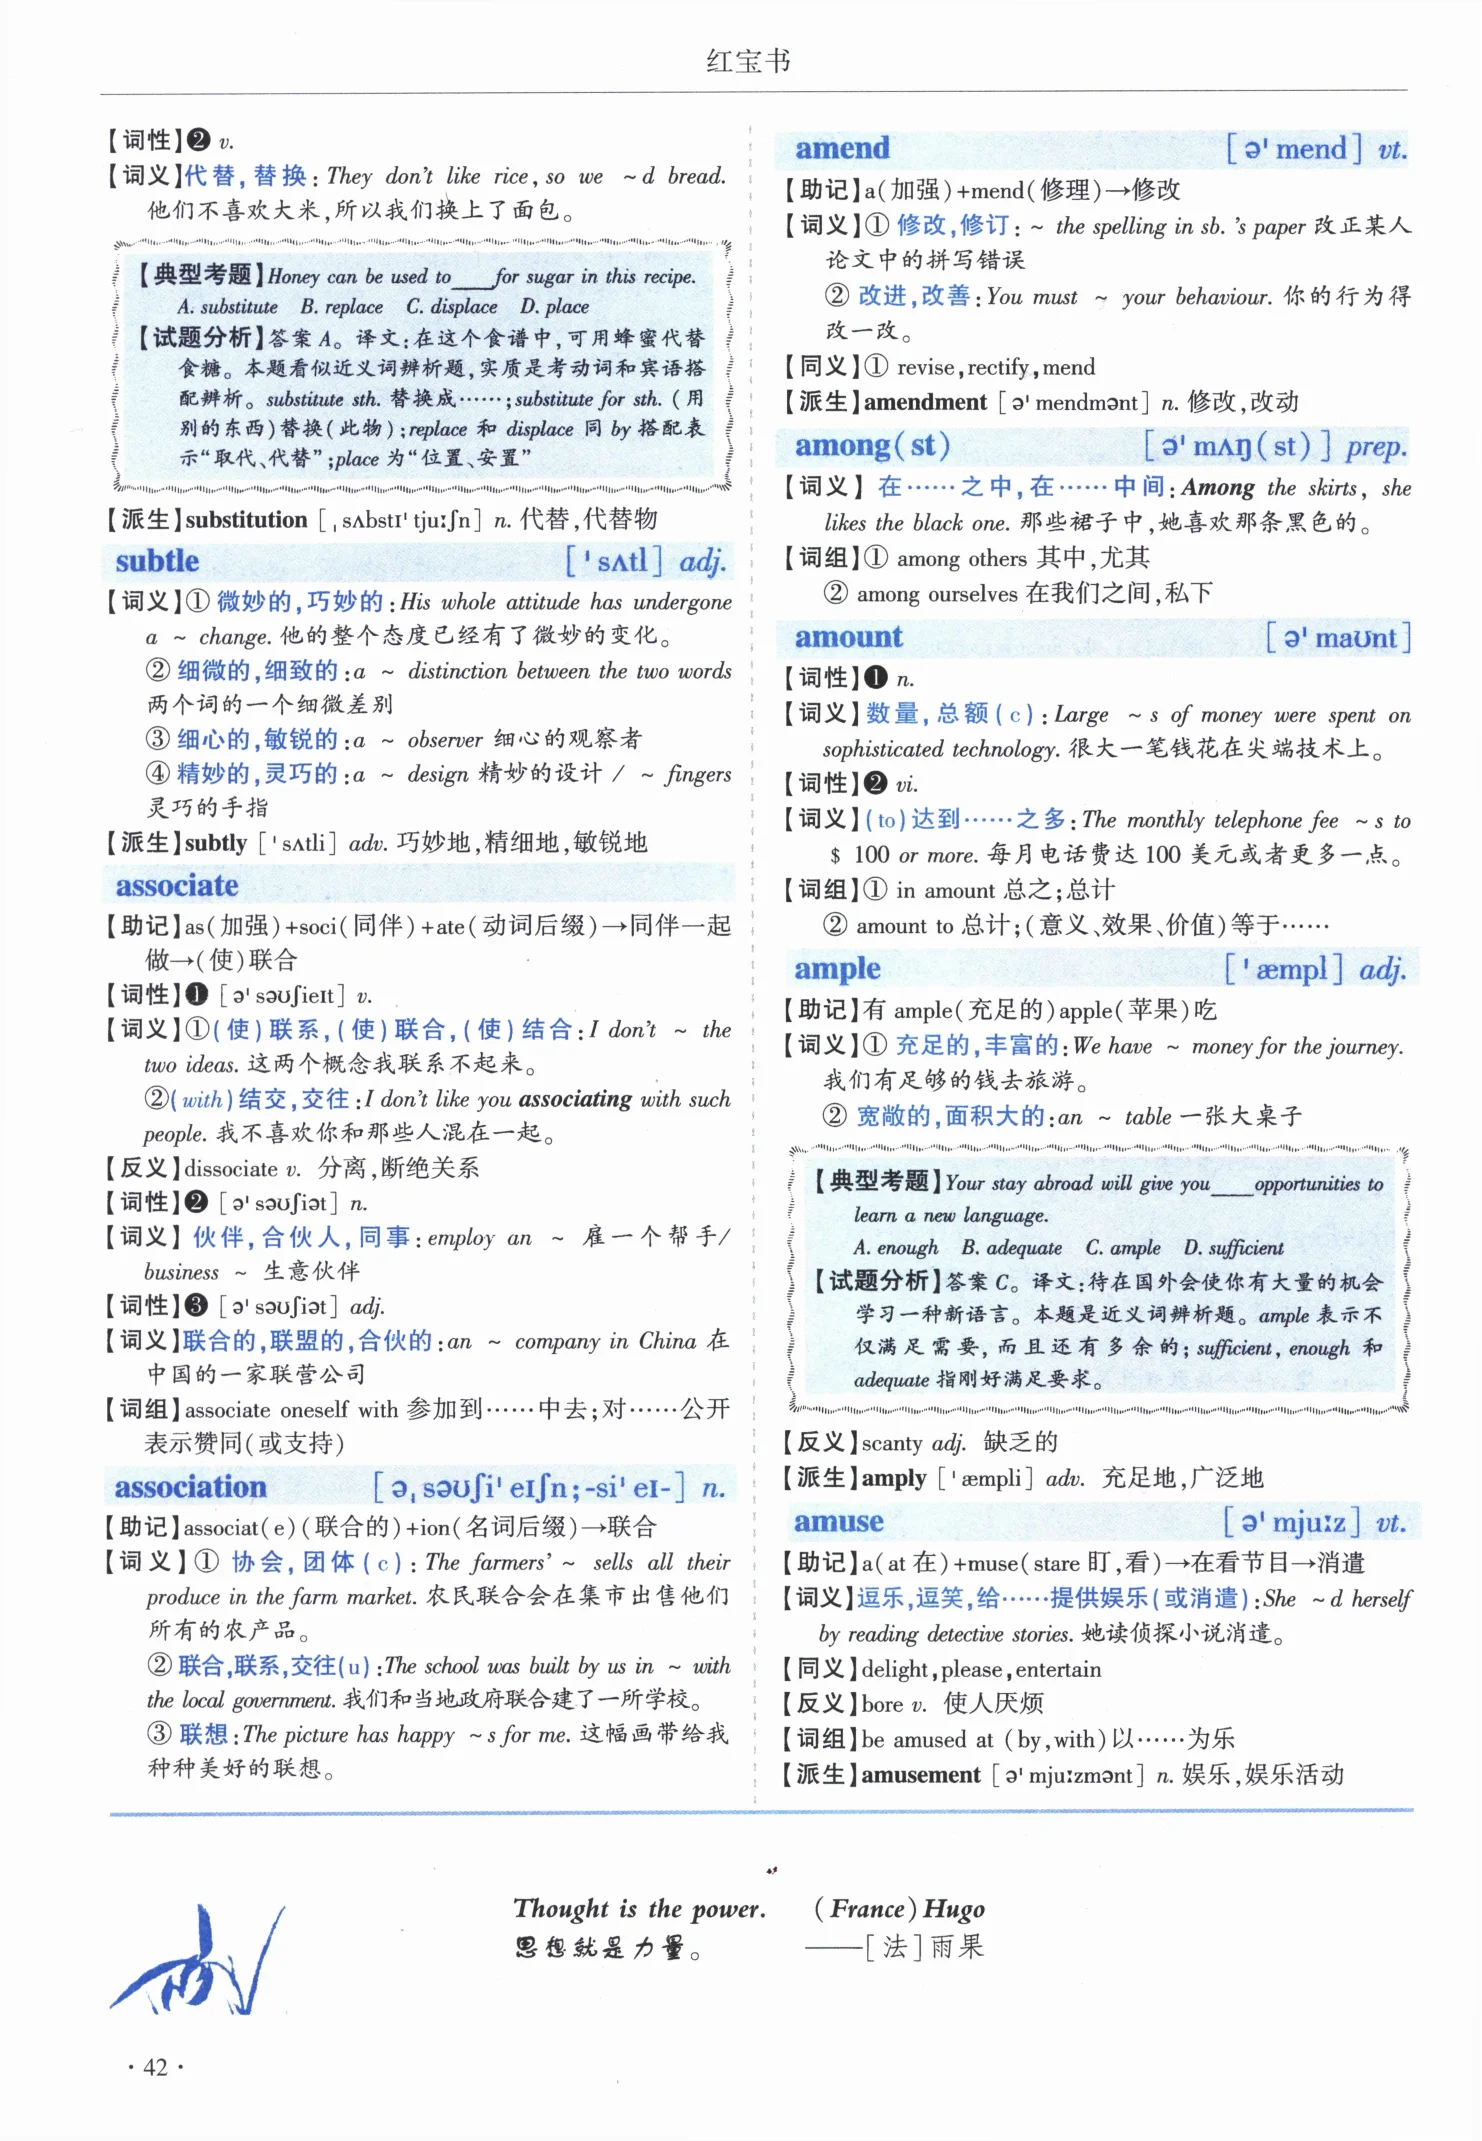 红宝书
【词性】❷ v.
【词义】代替,替换: They don't like rice, so we ~d bread.
他们不喜欢大米,所以我们换上了面包。
【典型考题】Honey can be used to____for sugar in this recipe.
A. substitute B. replace C. displace D. place
【试题分析】答案 A。译文:在这个食谱中,可用蜂蜜代替
食糖。本题看似近义词辨析题,实质是考动词和宾语搭
配辨析。substitute sth. 替换成……;substitute for sth. (用
别的东西)替换(此物);replace 和 displace 同 by 搭配表
示“取代、代替”;place 为“位置、安置”
【派生】substitution [ˌsʌbstɪˈtjuːʃn] n. 代替,代替物
subtle [ˈsʌtl] adj.
【词义】① 微妙的,巧妙的:His whole attitude has undergone
a ~ change. 他的整个态度已经有了微妙的变化。
② 细微的,细致的:a ~ distinction between the two words
两个词的一个细微差别
③ 细心的,敏锐的:a ~ observer 细心的观察者
④ 精妙的,灵巧的:a ~ design 精妙的设计 / ~ fingers
灵巧的手指
【派生】subtly [ˈsʌtli] adv. 巧妙地,精细地,敏锐地
associate
【助记】as(加强)+soci(同伴)+ate(动词后缀)→同伴一起
做→(使)联合
【词性】❶ [əˈsəʊʃieɪt] v.
【词义】①(使)联系,(使)联合,(使)结合:I don't ~ the
two ideas. 这两个概念我联系不起来。
②(with)结交,交往:I don't like you associating with such
people. 我不喜欢你和那些人混在一起。
【反义】dissociate v. 分离,断绝关系
【词性】❷ [əˈsəʊʃiət] n.
【词义】伙伴,合伙人,同事:employ an ~ 雇一个帮手/
business ~ 生意伙伴
【词性】❸ [əˈsəʊʃiət] adj.
【词义】联合的,联盟的,合伙的:an ~ company in China 在
中国的一家联营公司
【词组】associate oneself with 参加到……中去;对……公开
表示赞同(或支持)
association [əˌsəʊʃiˈeɪʃn;-siˈeɪ-] n.
【助记】associat(e)(联合的)+ion(名词后缀)→联合
【词义】① 协会,团体(c): The farmers' ~ sells all their
produce in the farm market. 农民联合会在集市出售他们
所有的农产品。
② 联合,联系,交往(u):The school was built by us in ~ with
the local government. 我们和当地政府联合建了一所学校。
③ 联想:The picture has happy ~s for me. 这幅画带给我
种种美好的联想。
amend [əˈmend] vt.
【助记】a(加强)+mend(修理)→修改
【词义】① 修改,修订: ~ the spelling in sb. 's paper 改正某人
论文中的拼写错误
② 改进,改善:You must ~ your behaviour. 你的行为得
改一改。
【同义】① revise,rectify,mend
【派生】amendment [əˈmendmənt] n. 修改,改动
among(st) [əˈmʌŋ(st)] prep.
【词义】 在……之中,在……中间:Among the skirts, she
likes the black one. 那些裙子中,她喜欢那条黑色的。
【词组】① among others 其中,尤其
② among ourselves 在我们之间,私下
amount [əˈmaʊnt]
【词性】❶ n.
【词义】数量,总额(c):Large ~s of money were spent on
sophisticated technology. 很大一笔钱花在尖端技术上。
【词性】❷ vi.
【词义】(to)达到……之多:The monthly telephone fee ~s to
$ 100 or more. 每月电话费达 100 美元或者更多一点。
【词组】① in amount 总之;总计
② amount to 总计;(意义、效果、价值)等于……
ample [ˈæmpl] adj.
【助记】有 ample(充足的)apple(苹果)吃
【词义】① 充足的,丰富的:We have ~ money for the journey.
我们有足够的钱去旅游。
② 宽敞的,面积大的:an ~ table 一张大桌子
【典型考题】Your stay abroad will give you____opportunities to
learn a new language.
A. enough B. adequate C. ample D. sufficient
【试题分析】答案 C。译文:待在国外会使你有大量的机会
学习一种新语言。本题是近义词辨析题。ample 表示不
仅满足需要,而且还有多余的;sufficient, enough 和
adequate 指刚好满足要求。
【反义】scanty adj. 缺乏的
【派生】amply [ˈæmpli] adv. 充足地,广泛地
amuse [əˈmjuːz] vt.
【助记】a(at 在)+muse(stare 盯,看)→在看节目→消遣
【词义】逗乐,逗笑,给……提供娱乐(或消遣):She ~d herself
by reading detective stories. 她读侦探小说消遣。
【同义】delight,please,entertain
【反义】bore v. 使人厌烦
【词组】be amused at (by,with)以……为乐
【派生】amusement [əˈmjuːzmənt] n. 娱乐,娱乐活动
Thought is the power. (France) Hugo
思想就是力量。 ——[法]雨果
· 42 ·